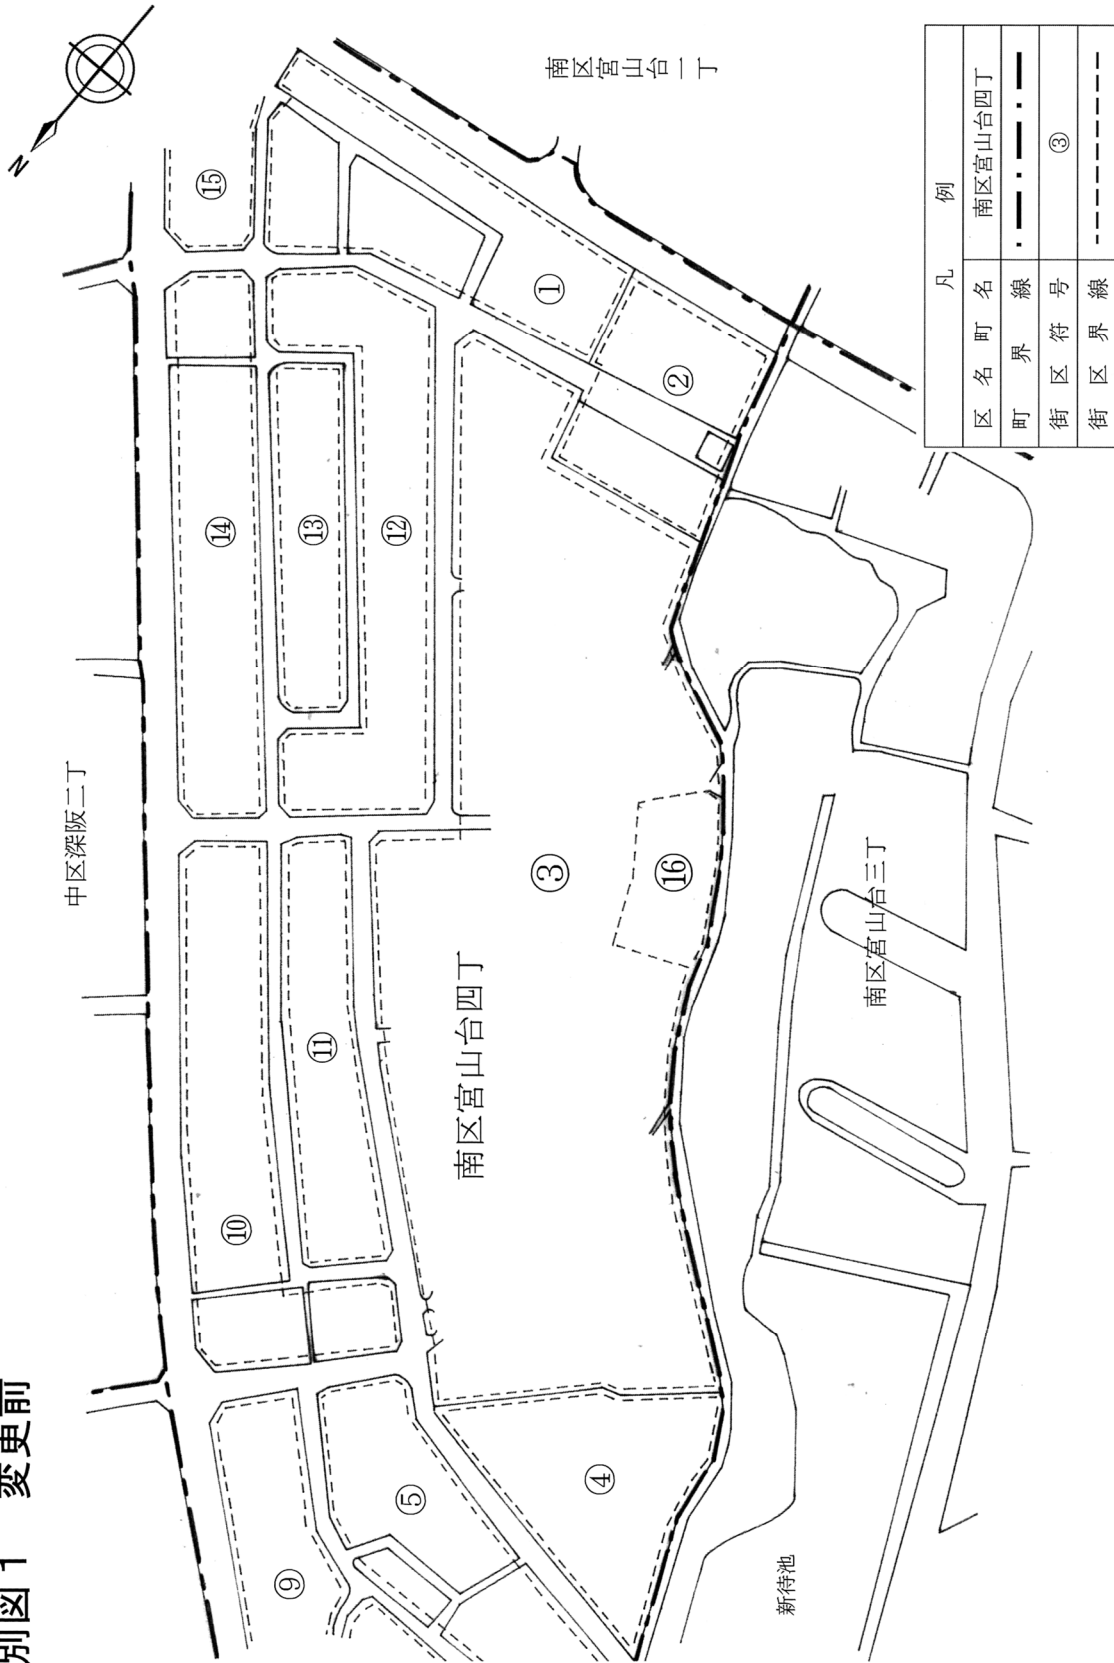 別図1 変更前
N
中区深阪二丁
南区宮山台一丁
南区宮山台四丁
南区宮山台三丁
新待池
①
②
③
④
⑤
⑨
⑩
⑪
⑫
⑬
⑭
⑮
⑯
凡例
区名町名 南区宮山台四丁
町界線
街区符号 ③
街区界線